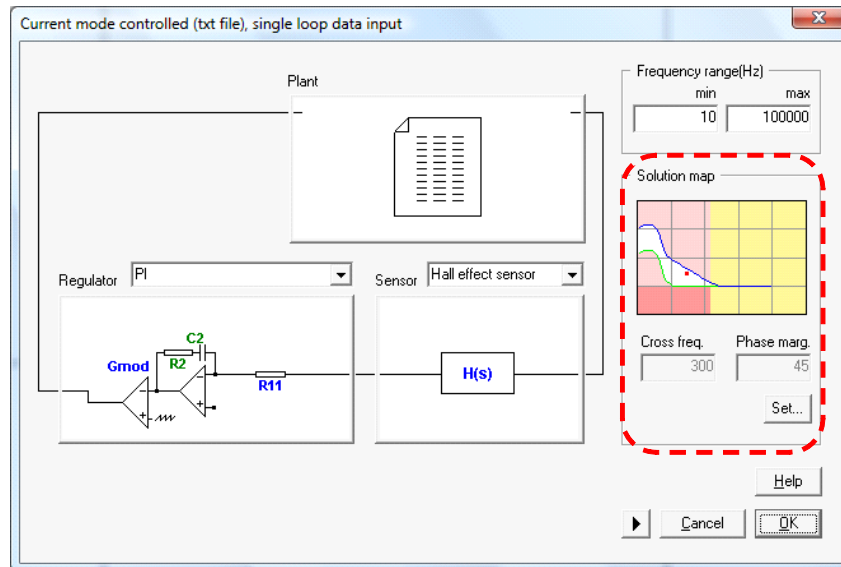 Current mode controlled (txt file), single loop data input
Plant
Frequency range(Hz)
min max
10 100000
Solution map
Regulator PI
Sensor Hall effect sensor
Cross freq. Phase marg.
300 45
Set...
C2
R2
Gmod
R11
H(s)
Help
Cancel OK